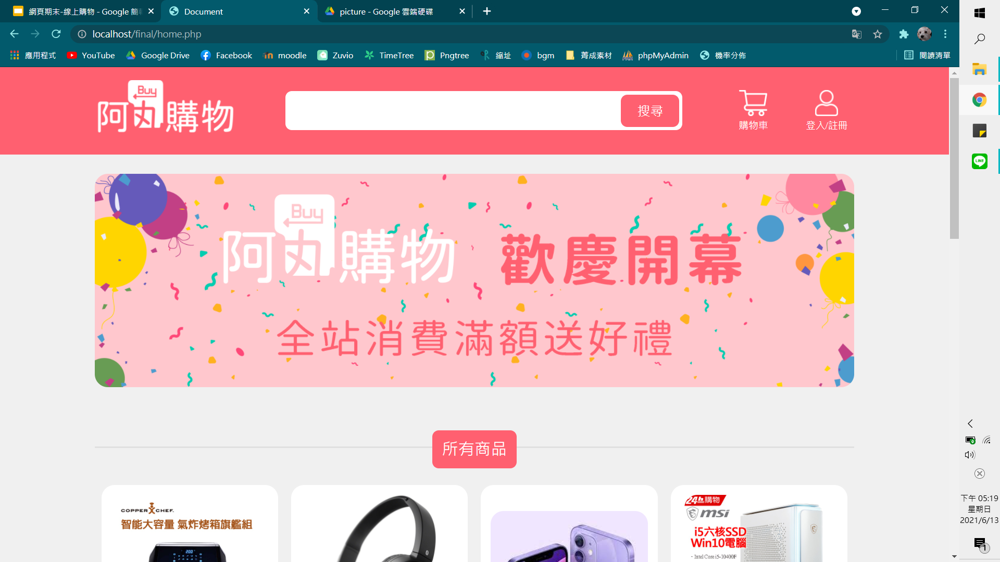 網頁期末-線上購物 - Google 簡
Document
picture - Google 雲端硬碟
localhost/final/home.php
應用程式
YouTube
Google Drive
Facebook
moodle
Zuvio
TimeTree
Pngtree
縮址
bgm
菁成素材
phpMyAdmin
機率分佈
閱讀清單
Buy
阿丸購物
搜尋
購物車
登入/註冊
Buy
阿丸購物 歡慶開幕
全站消費滿額送好禮
所有商品
COPPER CHEF
智能大容量 氣炸烤箱旗艦組
200
24h購物
msi
i5六核SSD
Win10電腦
· Intel Core i5-10400F
LINE
下午 05:19
星期日
2021/6/13
1